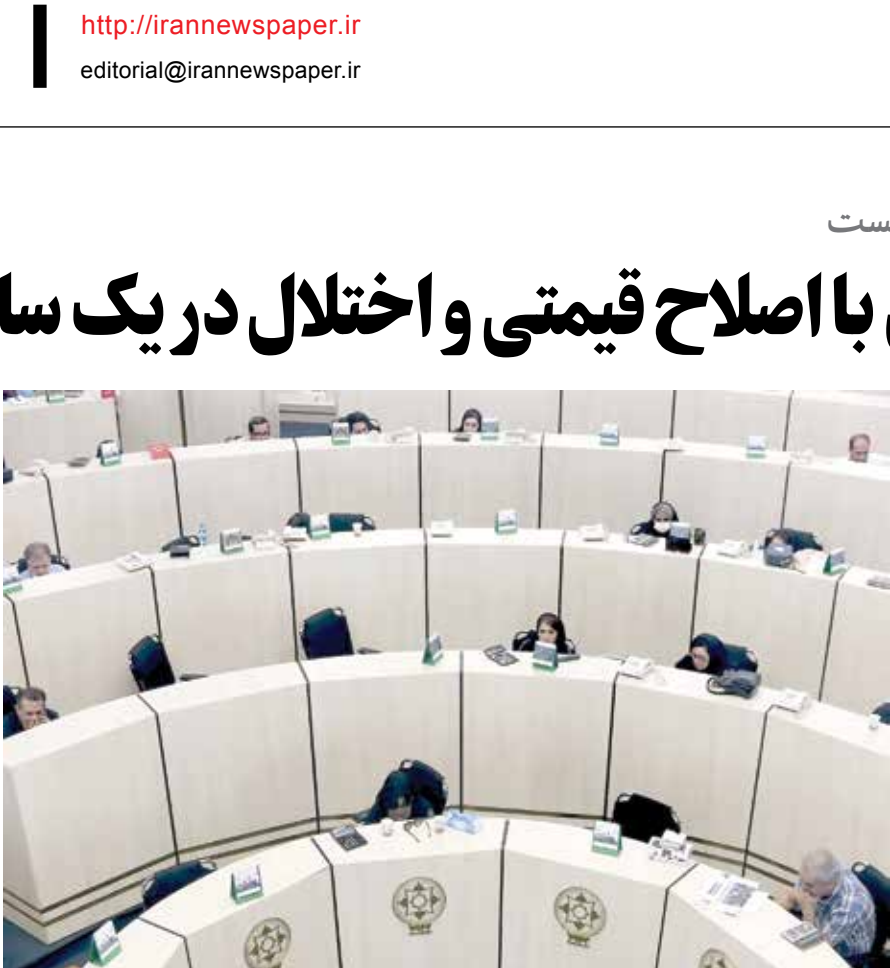 http://irannewspaper.ir
editorial@irannewspaper.ir
با اصلاح قیمتی و اختلال در یک